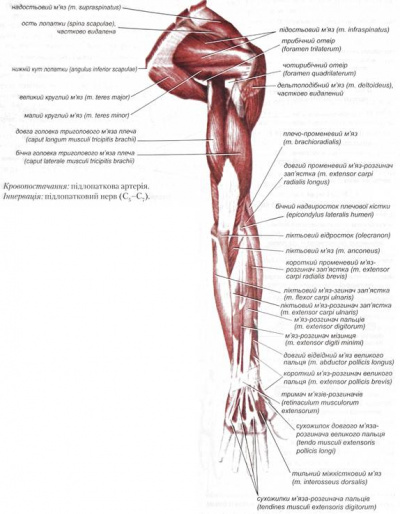 надостьовий м'яз (m. supraspinatus)
ость лопатки (spina scapulae),
частково видалена
нижний кут лопатки (angulus inferior scapulae)
великий круглий м'яз (m. teres major)
малий круглий м'яз (m. teres minor)
довга головка триголового м'яза плеча
(caput longum musculi tricipitis brachii)
бічна головка триголового м'яза плеча
(caput laterale musculi tricipitis brachii)
Кровопостачання: підлопаткова артерія.
Іннервація: підлопатковий нерв (C5–C7).
підостьовий м'яз (m. infraspinatus)
трибічний отвір
(foramen trilaterum)
чотирибічний отвір
(foramen quadrilaterum)
дельтоподібний м'яз (m. deltoideus),
частково видалений
плечо-променевий м'яз
(m. brachioradialis)
довгий променевий м'яз-розгинач
зап'ястка (m. extensor carpi
radialis longus)
бічний надвиросток плечової кістки
(epicondylus lateralis humeri)
ліктьовий відросток (olecranon)
ліктьовий м'яз (m. anconeus)
короткий променевий м'яз-
розгинач зап'ястка (m. extensor
carpi radialis brevis)
ліктьовий м'яз-згинач зап'ястка
(m. flexor carpi ulnaris)
ліктьовий м'яз-розгинач зап'ястка
(m. extensor carpi ulnaris)
м'яз-розгинач пальців
(m. extensor digitorum)
м'яз-розгинач мізинця
(m. extensor digiti minimi)
довгий відвідний м'яз великого
пальця (m. abductor pollicis longus)
короткий м'яз-розгинач великого
пальця (m. extensor pollicis brevis)
тримач м'язів-розгиначів
(retinaculum musculorum
extensorum)
сухожилок довгого м'яза-
розгинача великого пальця
(tendo musculi extensoris
pollicis longi)
тильний міжкістковий м'яз
(m. interosseus dorsalis)
сухожилки м'яза-розгинача пальців
(tendines musculi extensoris digitorum)